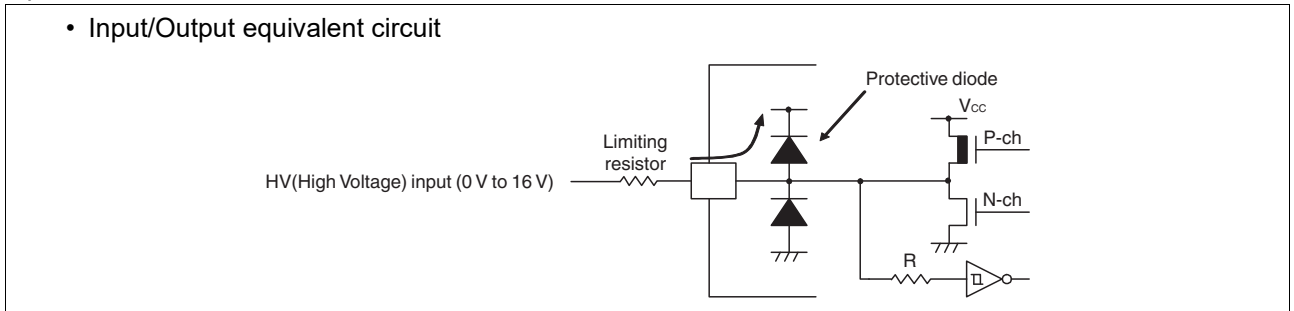 • Input/Output equivalent circuit
Protective diode
Vcc
P-ch
Limiting
resistor
HV(High Voltage) input (0 V to 16 V)
N-ch
R